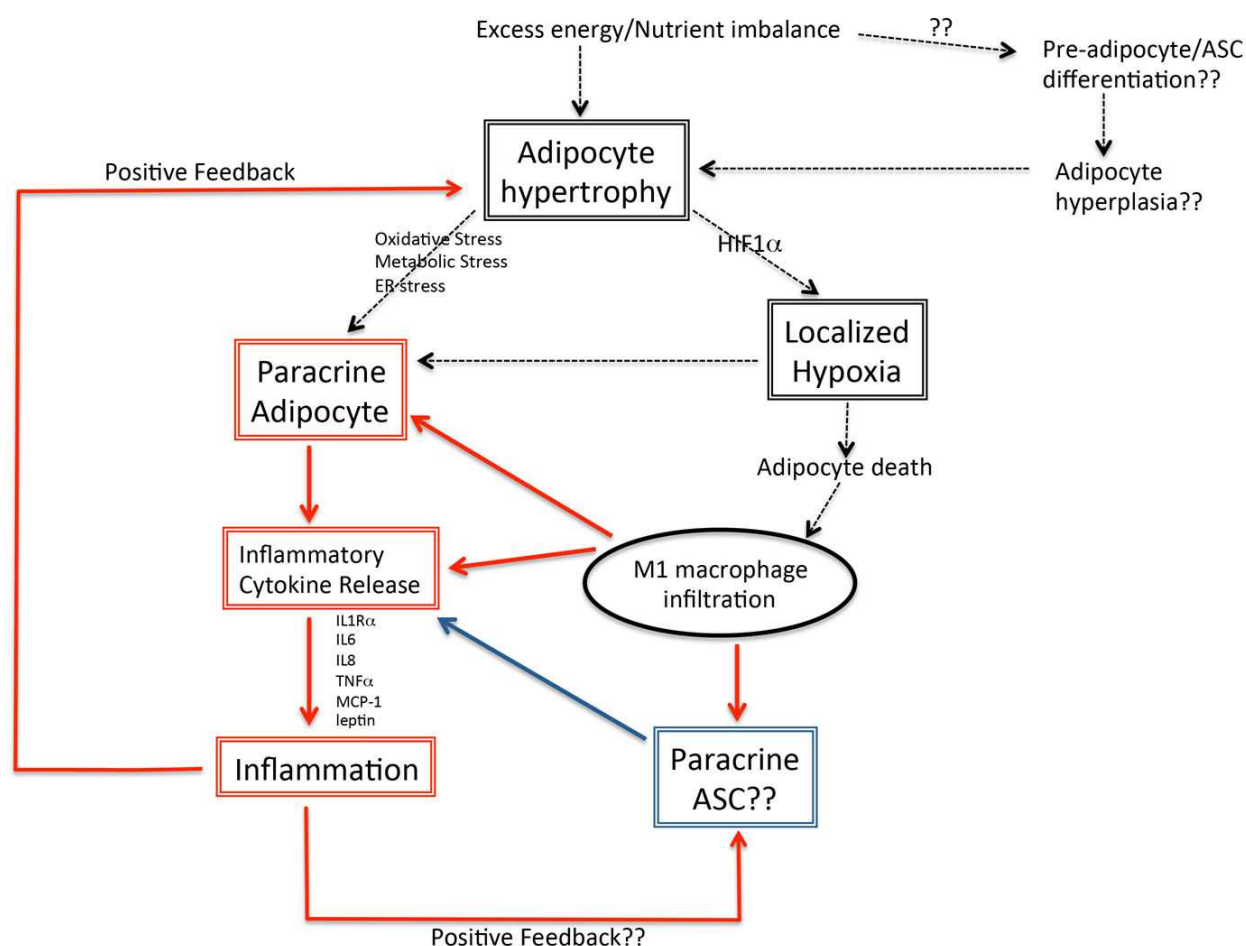 Excess energy/Nutrient imbalance
??
Pre-adipocyte/ASC
differentiation??
Adipocyte
hypertrophy
Positive Feedback
Adipocyte
hyperplasia??
Oxidative Stress
Metabolic Stress
ER stress
HIF1α
Localized
Hypoxia
Paracrine
Adipocyte
Adipocyte death
Inflammatory
Cytokine Release
M1 macrophage
infiltration
IL1Rα
IL6
IL8
TNFα
MCP-1
leptin
Inflammation
Paracrine
ASC??
Positive Feedback??